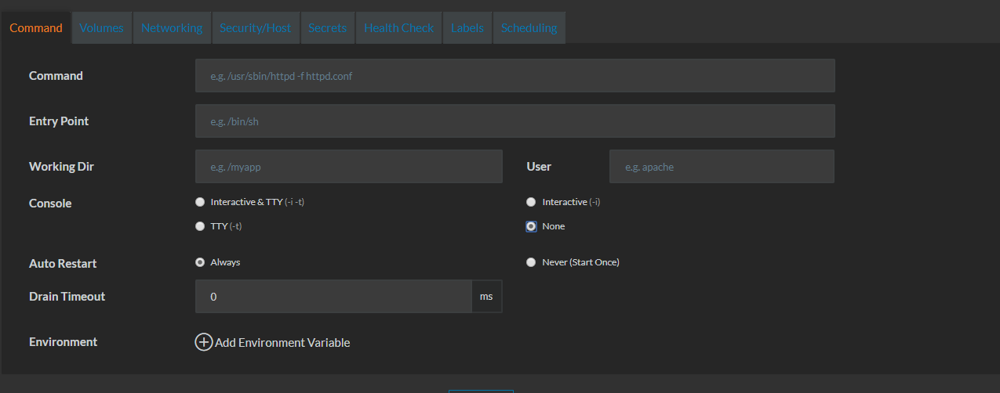 Command Volumes Networking Security/Host Secrets Health Check Labels Scheduling
Command e.g. /usr/sbin/httpd -f httpd.conf
Entry Point e.g. /bin/sh
Working Dir e.g. /myapp User e.g. apache
Console Interactive & TTY (-i -t) Interactive (-i)
TTY (-t) None
Auto Restart Always Never (Start Once)
Drain Timeout 0 ms
Environment Add Environment Variable